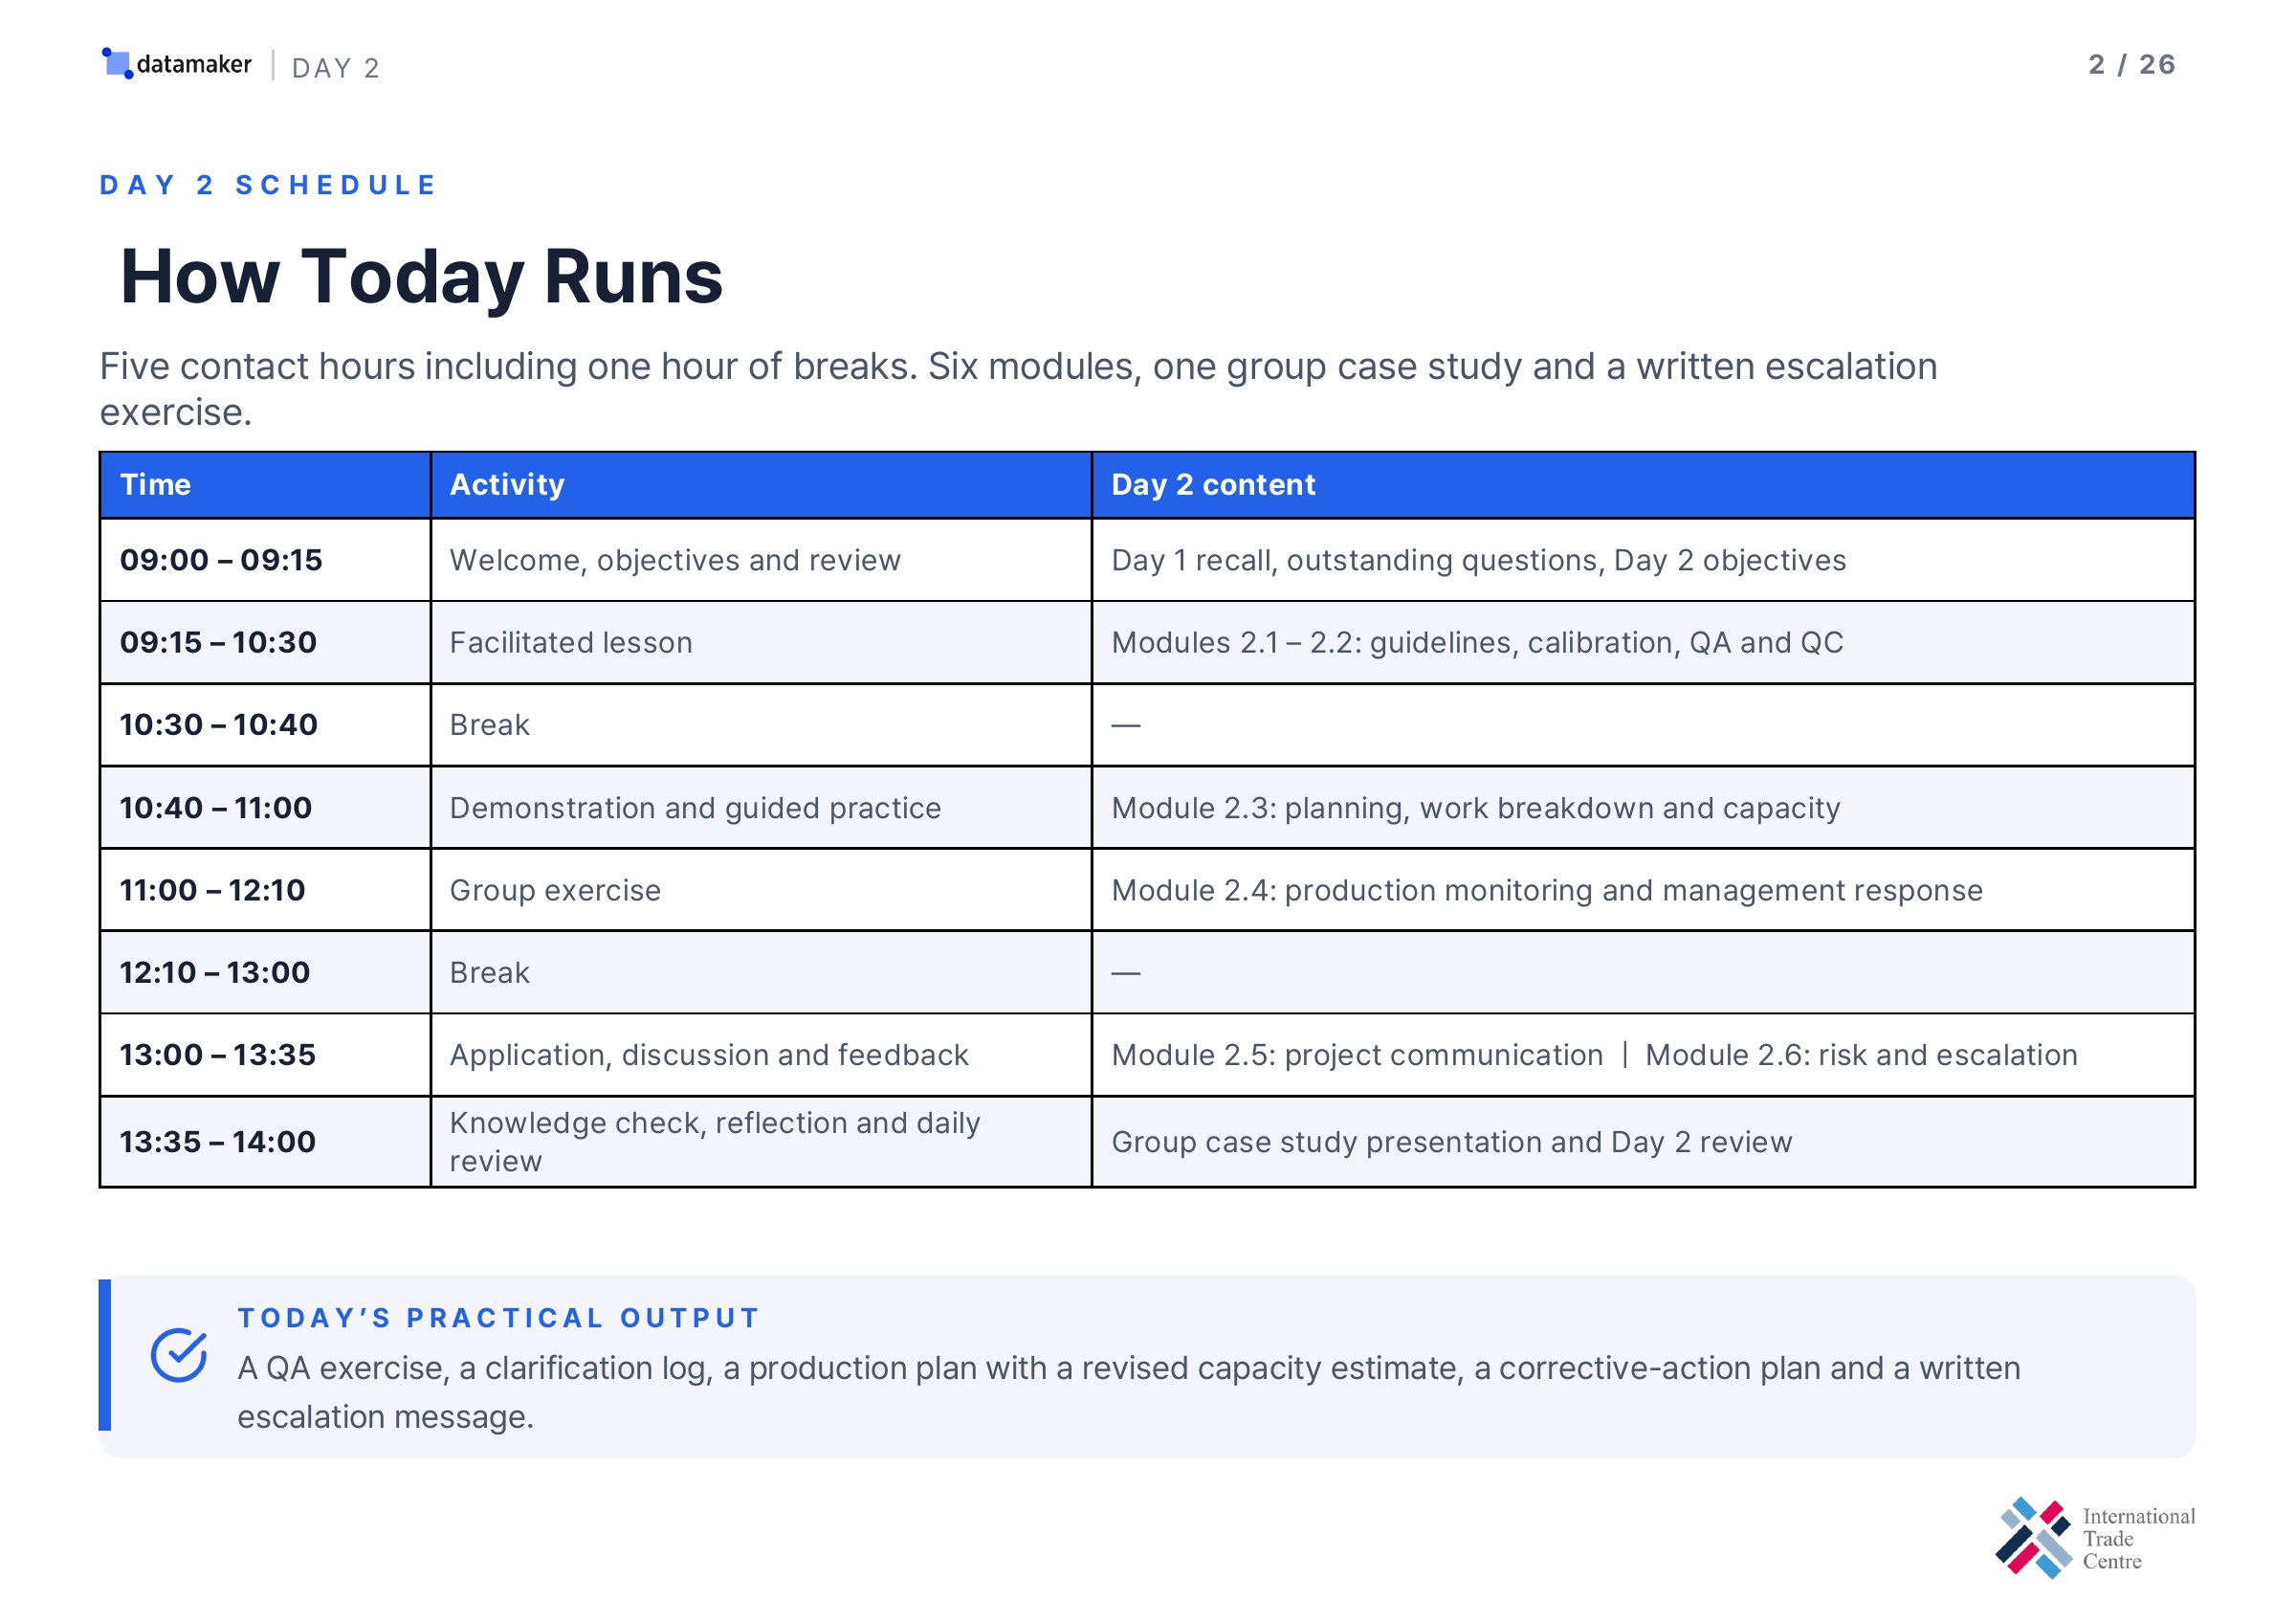 datamaker | DAY 2
2 / 26
DAY 2 SCHEDULE
How Today Runs
Five contact hours including one hour of breaks. Six modules, one group case study and a written escalation
exercise.
Time Activity Day 2 content
09:00 – 09:15 Welcome, objectives and review Day 1 recall, outstanding questions, Day 2 objectives
09:15 – 10:30 Facilitated lesson Modules 2.1 – 2.2: guidelines, calibration, QA and QC
10:30 – 10:40 Break —
10:40 – 11:00 Demonstration and guided practice Module 2.3: planning, work breakdown and capacity
11:00 – 12:10 Group exercise Module 2.4: production monitoring and management response
12:10 – 13:00 Break —
13:00 – 13:35 Application, discussion and feedback Module 2.5: project communication | Module 2.6: risk and escalation
13:35 – 14:00 Knowledge check, reflection and daily
review Group case study presentation and Day 2 review
TODAY’S PRACTICAL OUTPUT
A QA exercise, a clarification log, a production plan with a revised capacity estimate, a corrective-action plan and a written
escalation message.
International
Trade
Centre